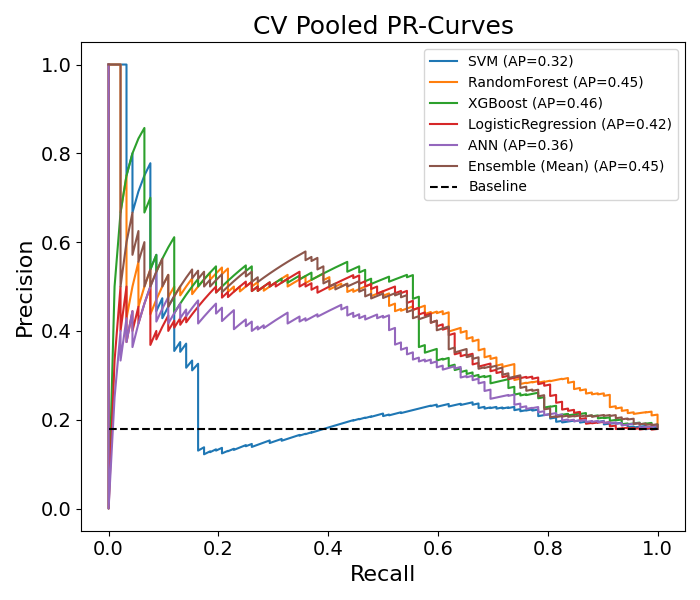 CV Pooled PR-Curves
SVM (AP=0.32)
RandomForest (AP=0.45)
XGBoost (AP=0.46)
LogisticRegression (AP=0.42)
ANN (AP=0.36)
Ensemble (Mean) (AP=0.45)
Baseline
Precision
1.0
0.8
0.6
0.4
0.2
0.0
0.0 0.2 0.4 0.6 0.8 1.0
Recall